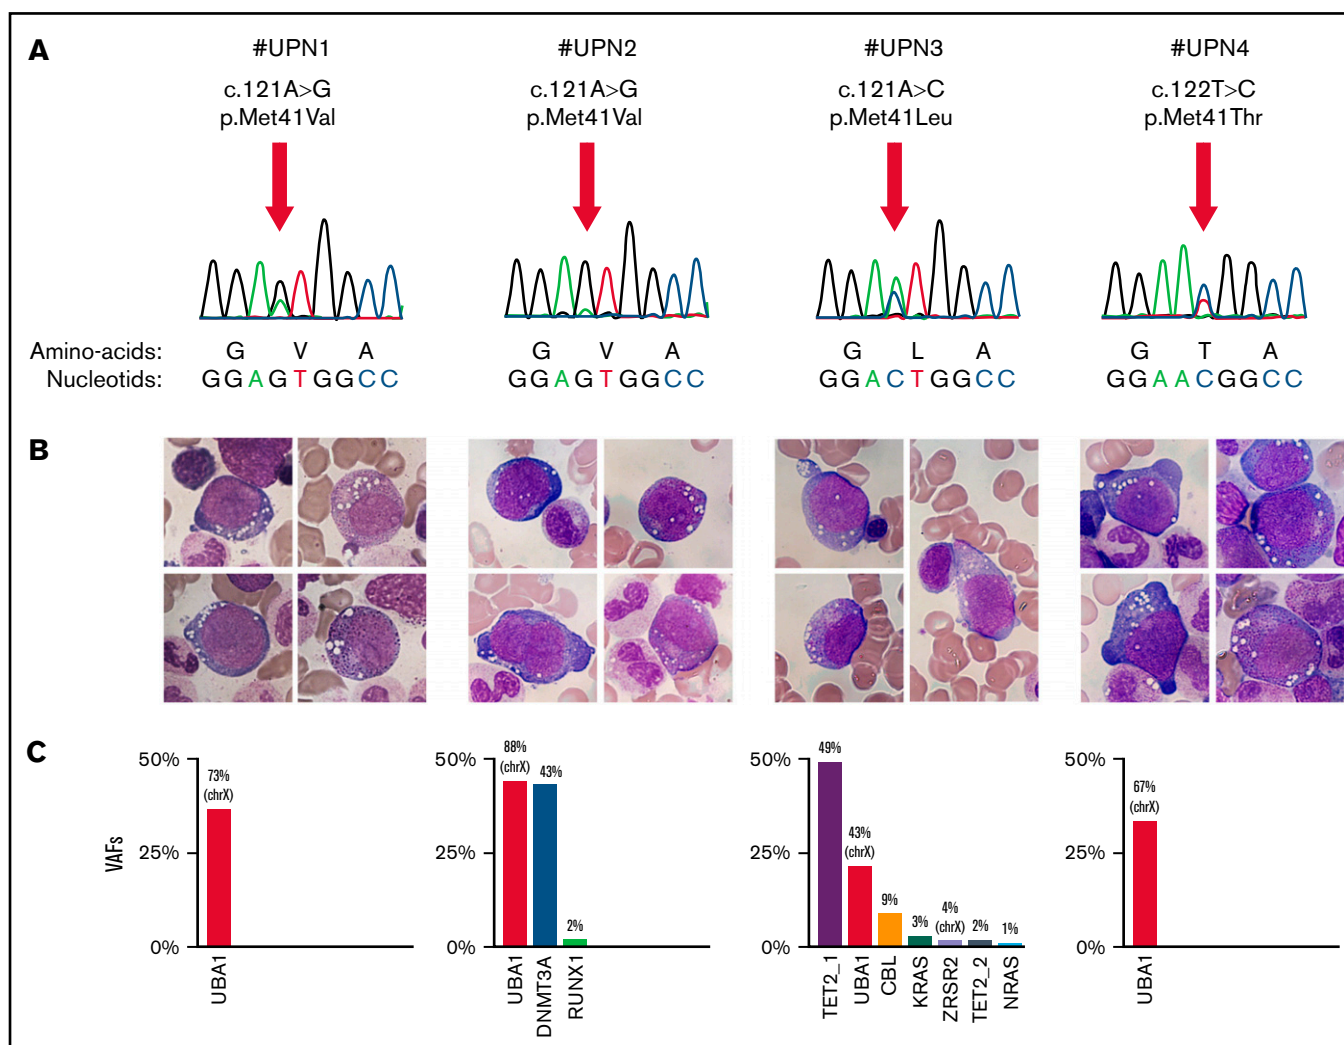 A
#UPN1 #UPN2 #UPN3 #UPN4
c.121A>G c.121A>G c.121A>C c.122T>C
p.Met41Val p.Met41Val p.Met41Leu p.Met41Thr
Amino-acids: G V A G V A G L A G T A
Nucleotids: GGAGTGGCC GGAGTGGCC GGACTGGCC GGAACGGCC
B
C
VAFs
50%
25%
0%
73%
(chrX)
UBA1
50%
25%
0%
88%
(chrX)
43%
2%
UBA1
DNMT3A
RUNX1
50%
25%
0%
49%
43%
(chrX)
9%
3%
4%
(chrX)
2%
1%
TET2_1
UBA1
CBL
KRAS
ZRSR2
TET2_2
NRAS
50%
25%
0%
67%
(chrX)
UBA1